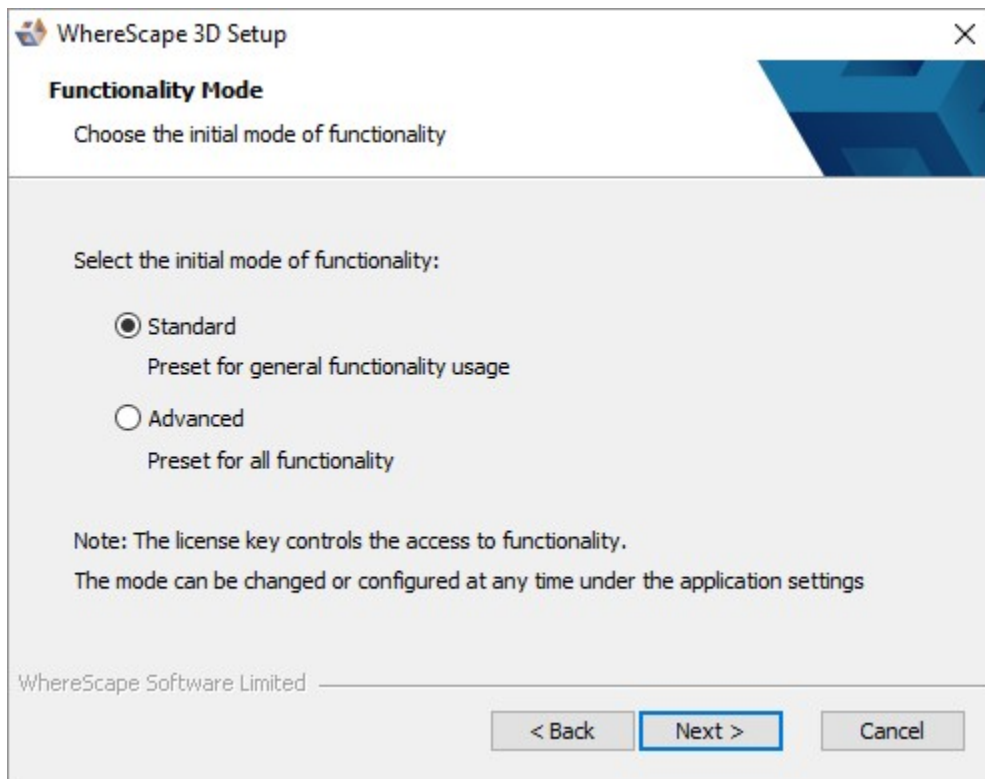 WhereScape 3D Setup
Functionality Mode
Choose the initial mode of functionality
Select the initial mode of functionality:
Standard
Preset for general functionality usage
Advanced
Preset for all functionality
Note: The license key controls the access to functionality.
The mode can be changed or configured at any time under the application settings
WhereScape Software Limited
< Back Next > Cancel